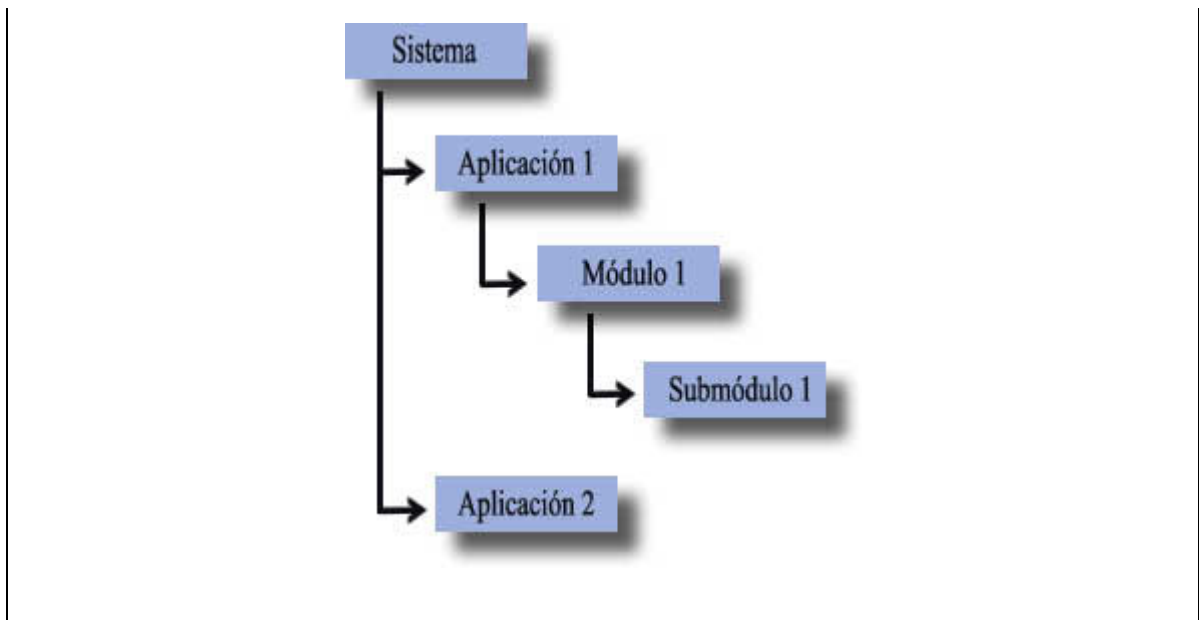 Sistema
Aplicación 1
Módulo 1
Submódulo 1
Aplicación 2